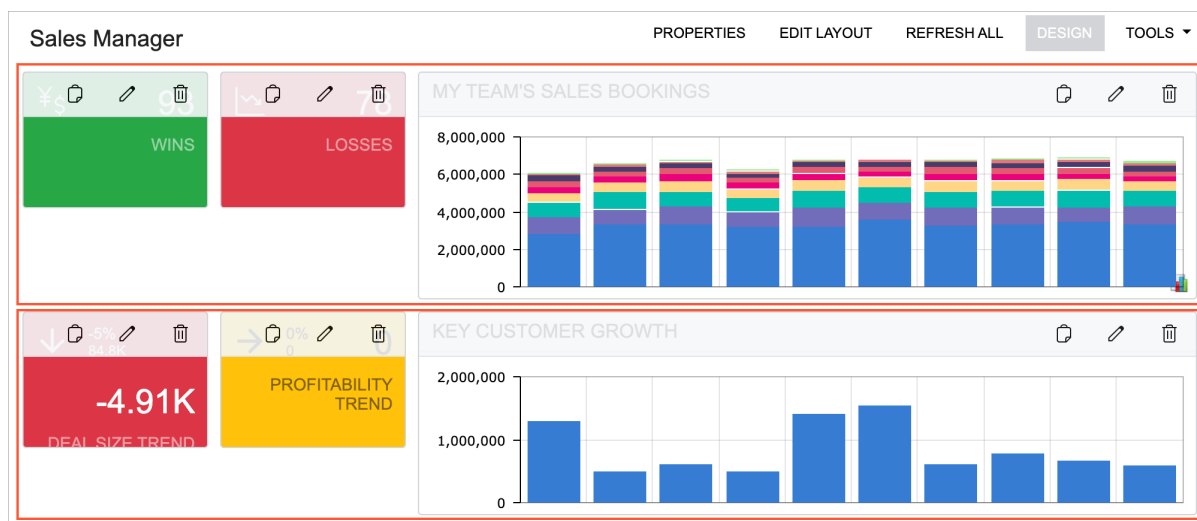 Sales Manager
PROPERTIES EDIT LAYOUT REFRESH ALL DESIGN TOOLS
¥$
WINS
78
LOSSES
MY TEAM'S SALES BOOKINGS
8,000,000
6,000,000
4,000,000
2,000,000
0
-5%
84.8K
-4.91K
DEAL SIZE TREND
0%
0
0
PROFITABILITY
TREND
KEY CUSTOMER GROWTH
2,000,000
1,000,000
0